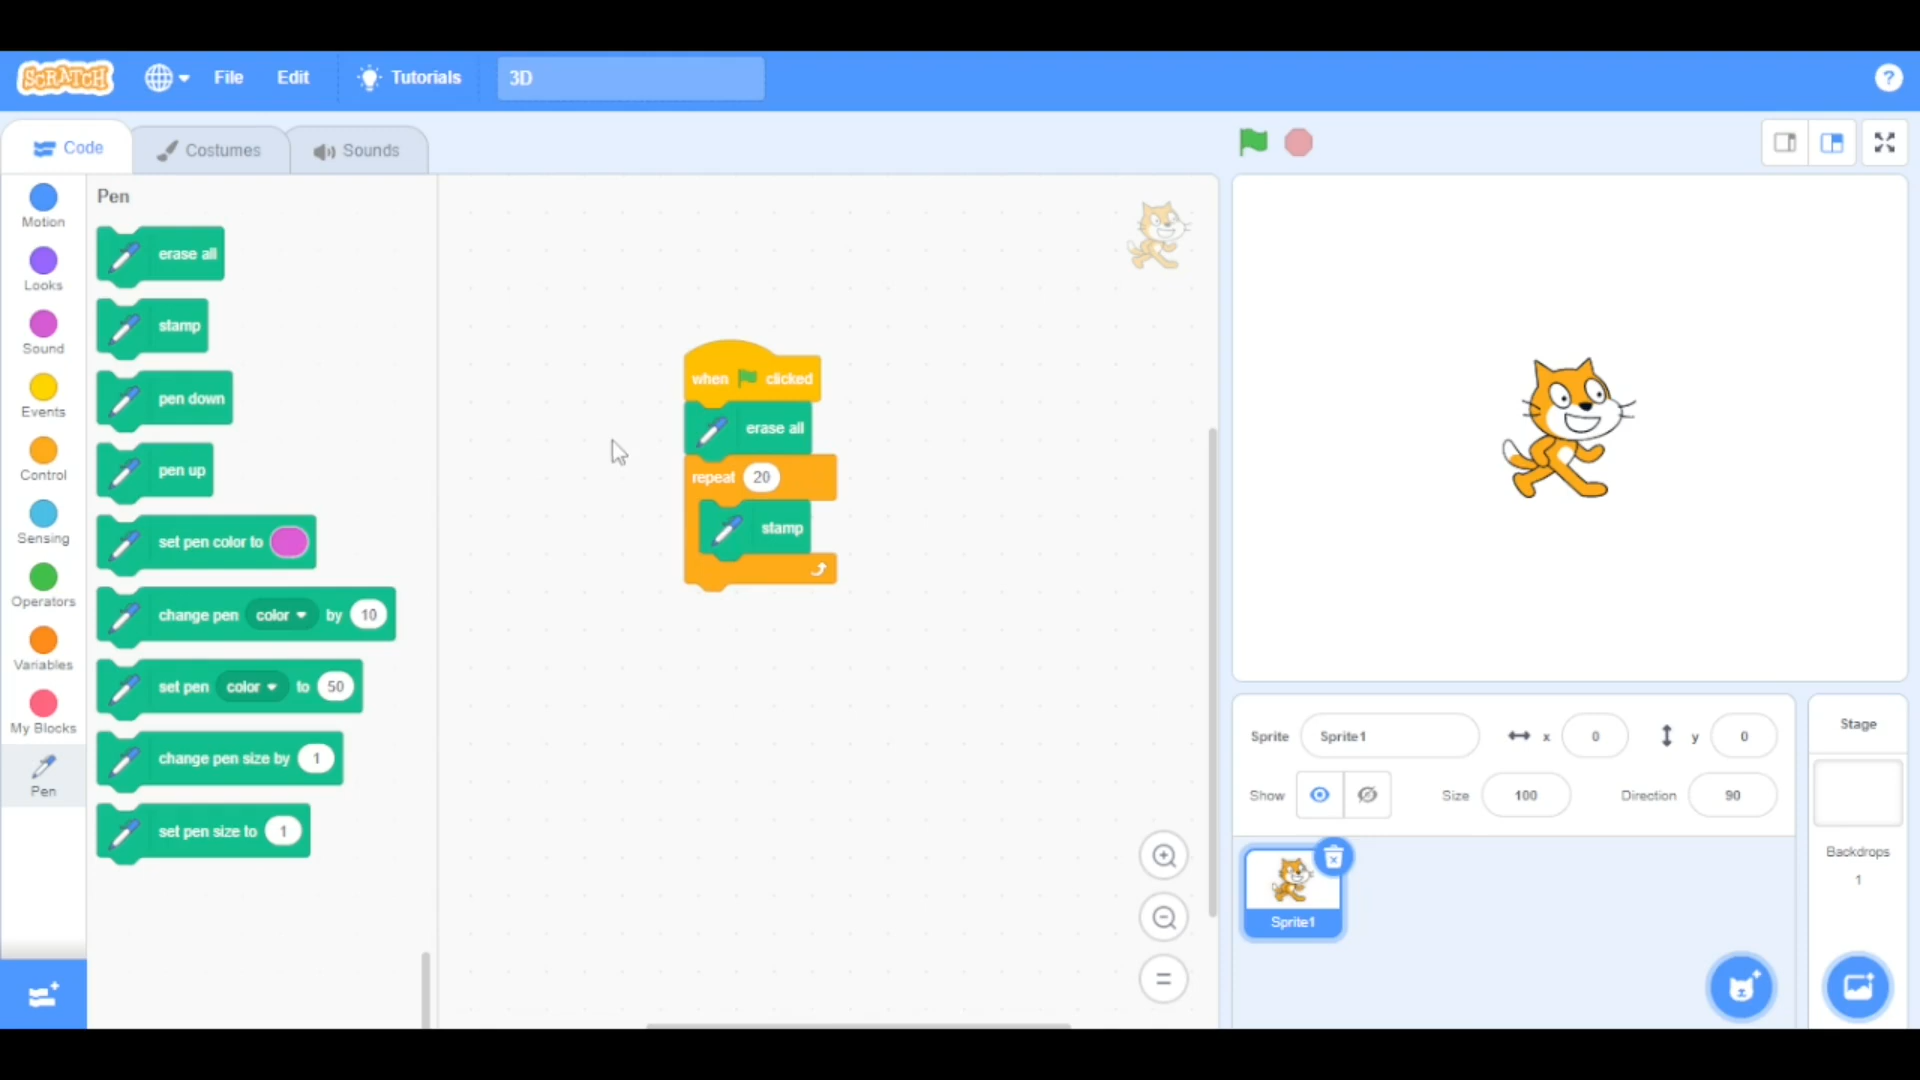 SCRATCH File Edit Tutorials 3D ?
Code Costumes Sounds
Motion
Looks
Sound
Events
Control
Sensing
Operators
Variables
My Blocks
Pen
Pen
erase all
stamp
pen down
pen up
set pen color to
change pen color by 10
set pen color to 50
change pen size by 1
set pen size to 1
when clicked
erase all
repeat 20
stamp
Sprite Sprite1 x 0 y 0
Show Size 100 Direction 90
Sprite1
Stage
Backdrops
1